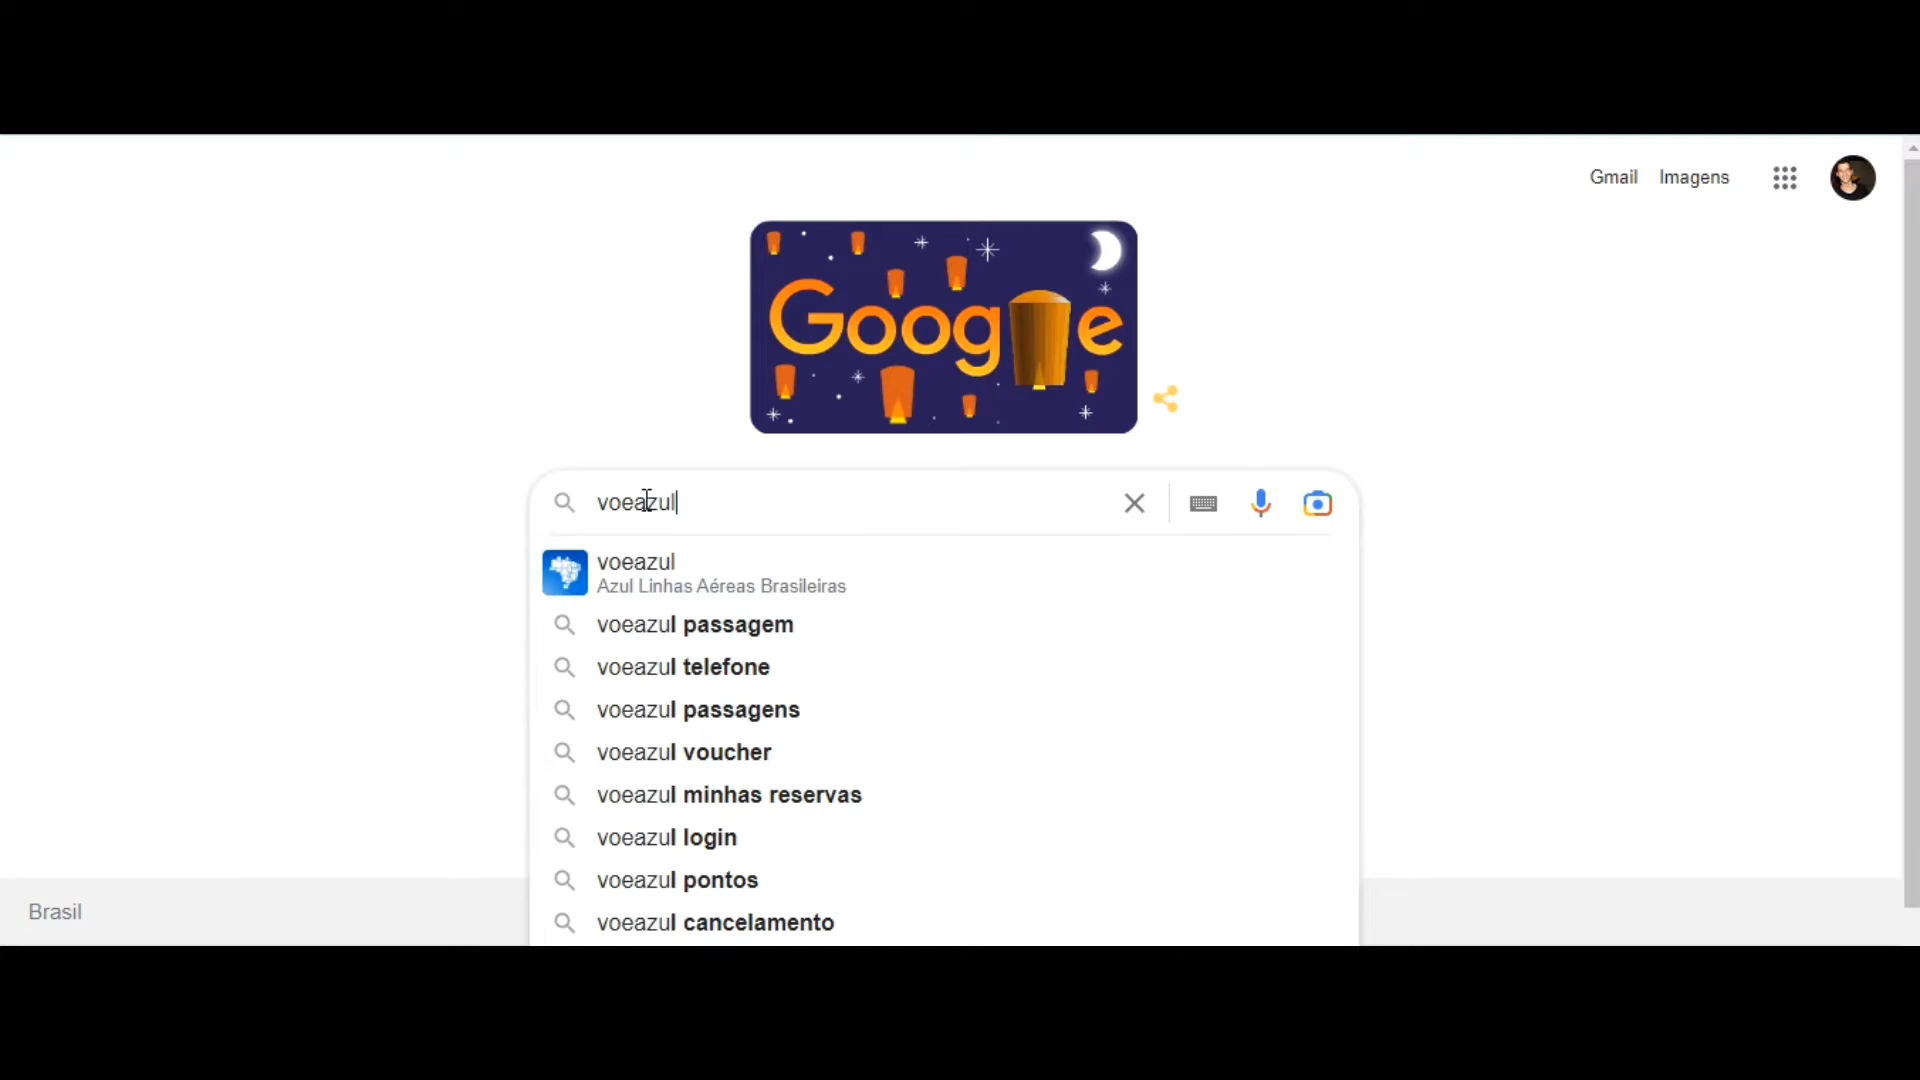 Gmail Imagens
Google
voeazul
voeazul
Azul Linhas Aéreas Brasileiras
voeazul passagem
voeazul telefone
voeazul passagens
voeazul voucher
voeazul minhas reservas
voeazul login
voeazul pontos
voeazul cancelamento
Brasil